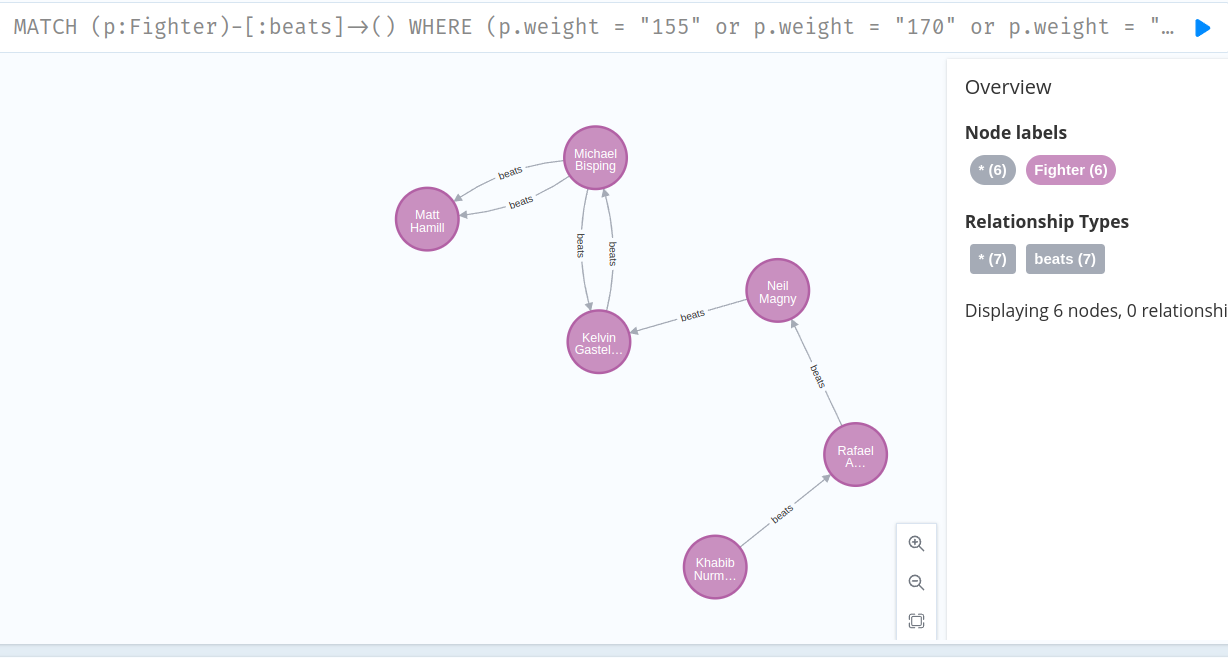 MATCH (p:Fighter)-[:beats]→() WHERE (p.weight = "155" or p.weight = "170" or p.weight = "…
Overview
Node labels
* (6) Fighter (6)
Relationship Types
* (7) beats (7)
Displaying 6 nodes, 0 relationshi
Michael
Bisping
beats
beats
Matt
Hamill
beats
beats
Neil
Magny
beats
Kelvin
Gastel…
beats
Rafael
A…
beats
Khabib
Nurm…